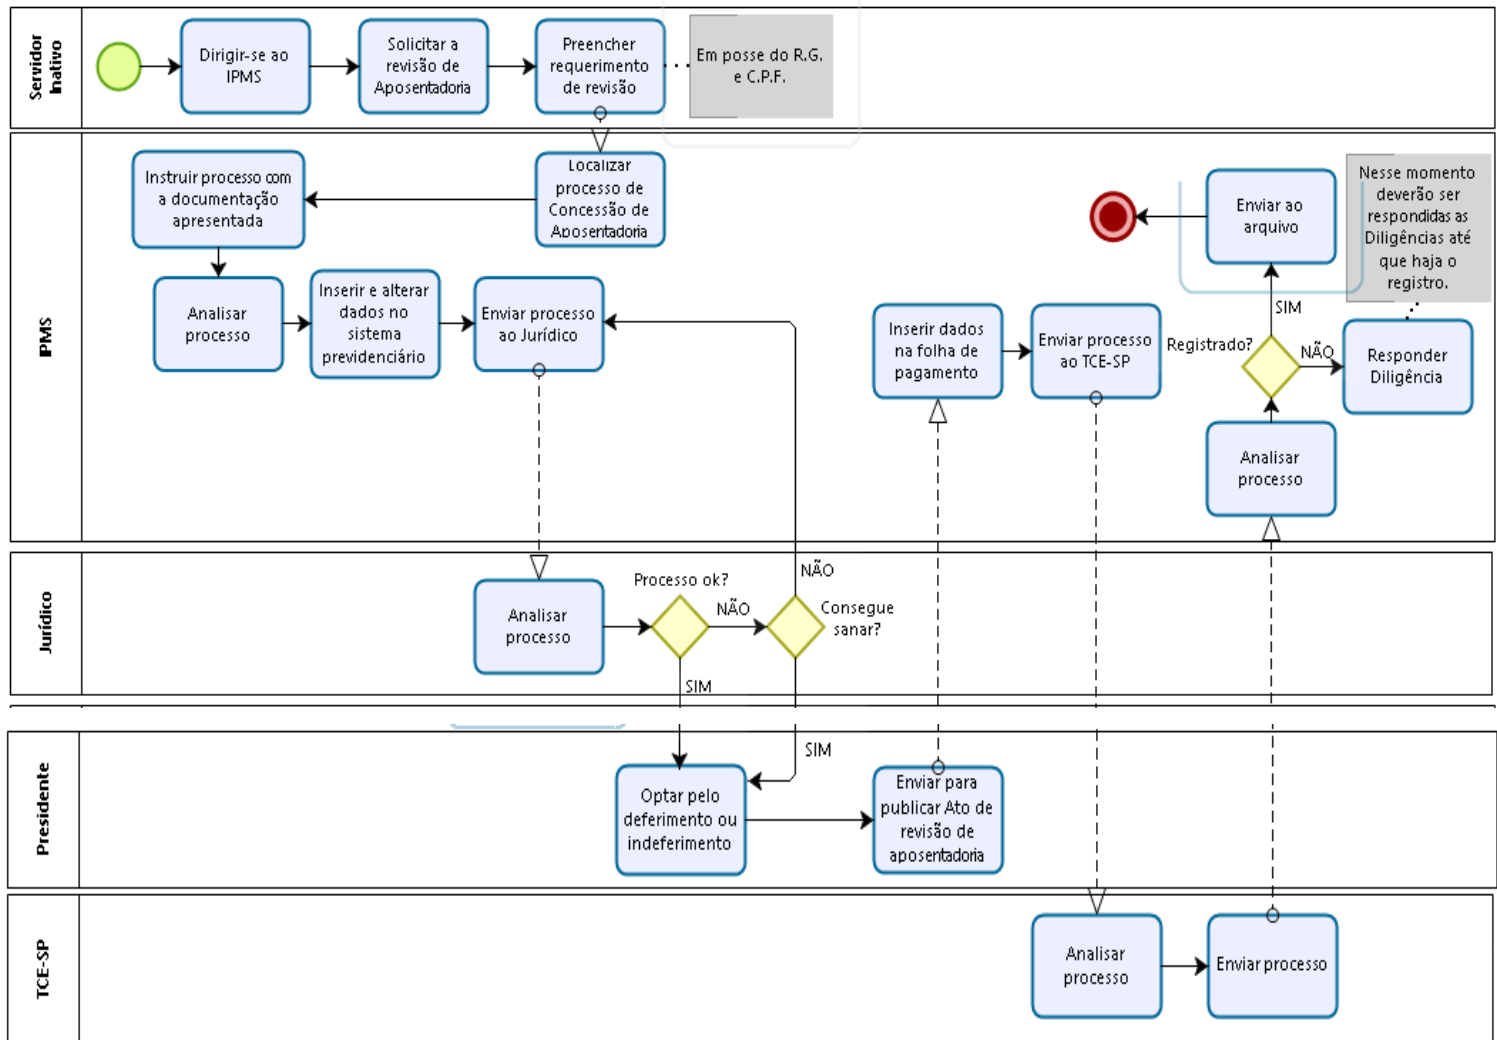 Servidor
Inativo
Dirigir-se ao
IPMS
Solicitar a
revisão de
Aposentadoria
Preencher
requerimento
de revisão
Em posse do R.G.
e C.P.F.
IPMS
Localizar
processo de
Concessão de
Aposentadoria
Instruir processo com
a documentação
apresentada
Analisar
processo
Inserir e alterar
dados no
sistema
previdenciário
Enviar processo
ao Jurídico
Inserir dados
na folha de
pagamento
Enviar processo
ao TCE-SP
Enviar ao
arquivo
Nesse momento
deverão ser
respondidas as
Diligências até
que haja o
registro.
SIM
Registrado?
NÃO
Responder
Diligência
Analisar
processo
Jurídico
Analisar
processo
Processo ok?
NÃO
NÃO
Consegue
sanar?
SIM
Presidente
SIM
Optar pelo
deferimento ou
indeferimento
Enviar para
publicar Ato de
revisão de
aposentadoria
TCE-SP
Analisar
processo
Enviar processo